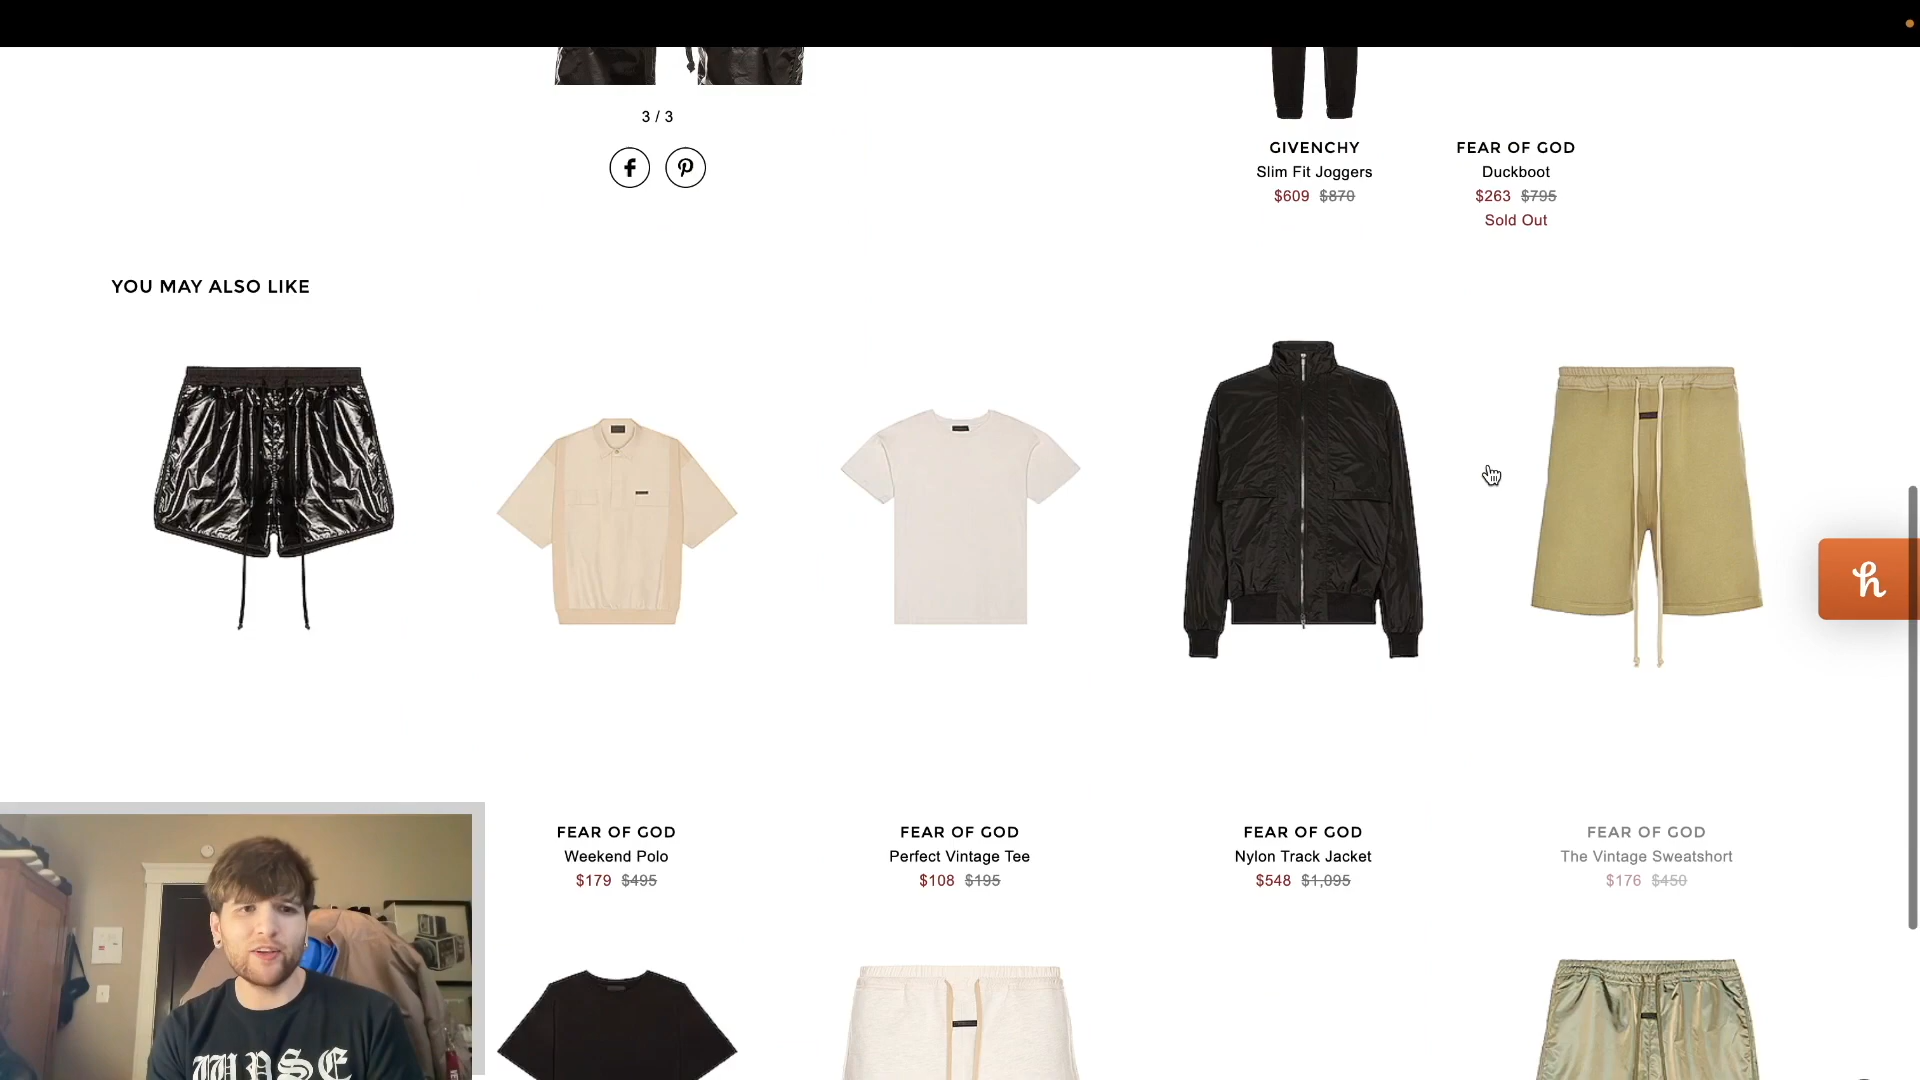 3 / 3
GIVENCHY
Slim Fit Joggers
$609 $870
FEAR OF GOD
Duckboot
$263 $795
Sold Out
YOU MAY ALSO LIKE
h
FEAR OF GOD
Weekend Polo
$179 $495
FEAR OF GOD
Perfect Vintage Tee
$108 $195
FEAR OF GOD
Nylon Track Jacket
$548 $1,095
FEAR OF GOD
The Vintage Sweatshort
$176 $450